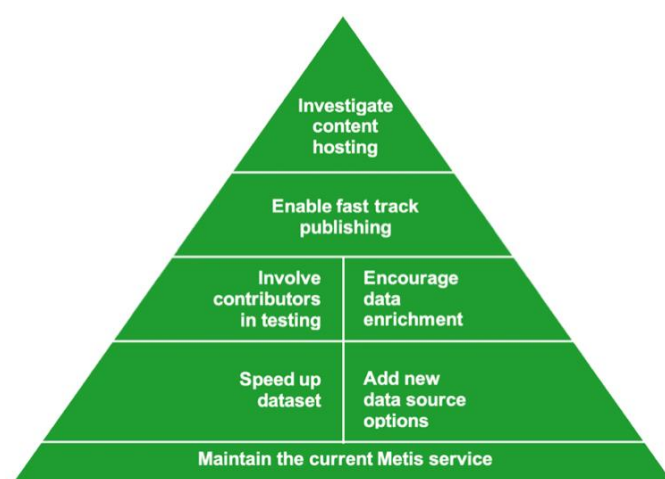 Investigate
content
hosting
Enable fast track
publishing
Involve
contributors
in testing
Encourage
data
enrichment
Speed up
dataset
Add new
data source
options
Maintain the current Metis service